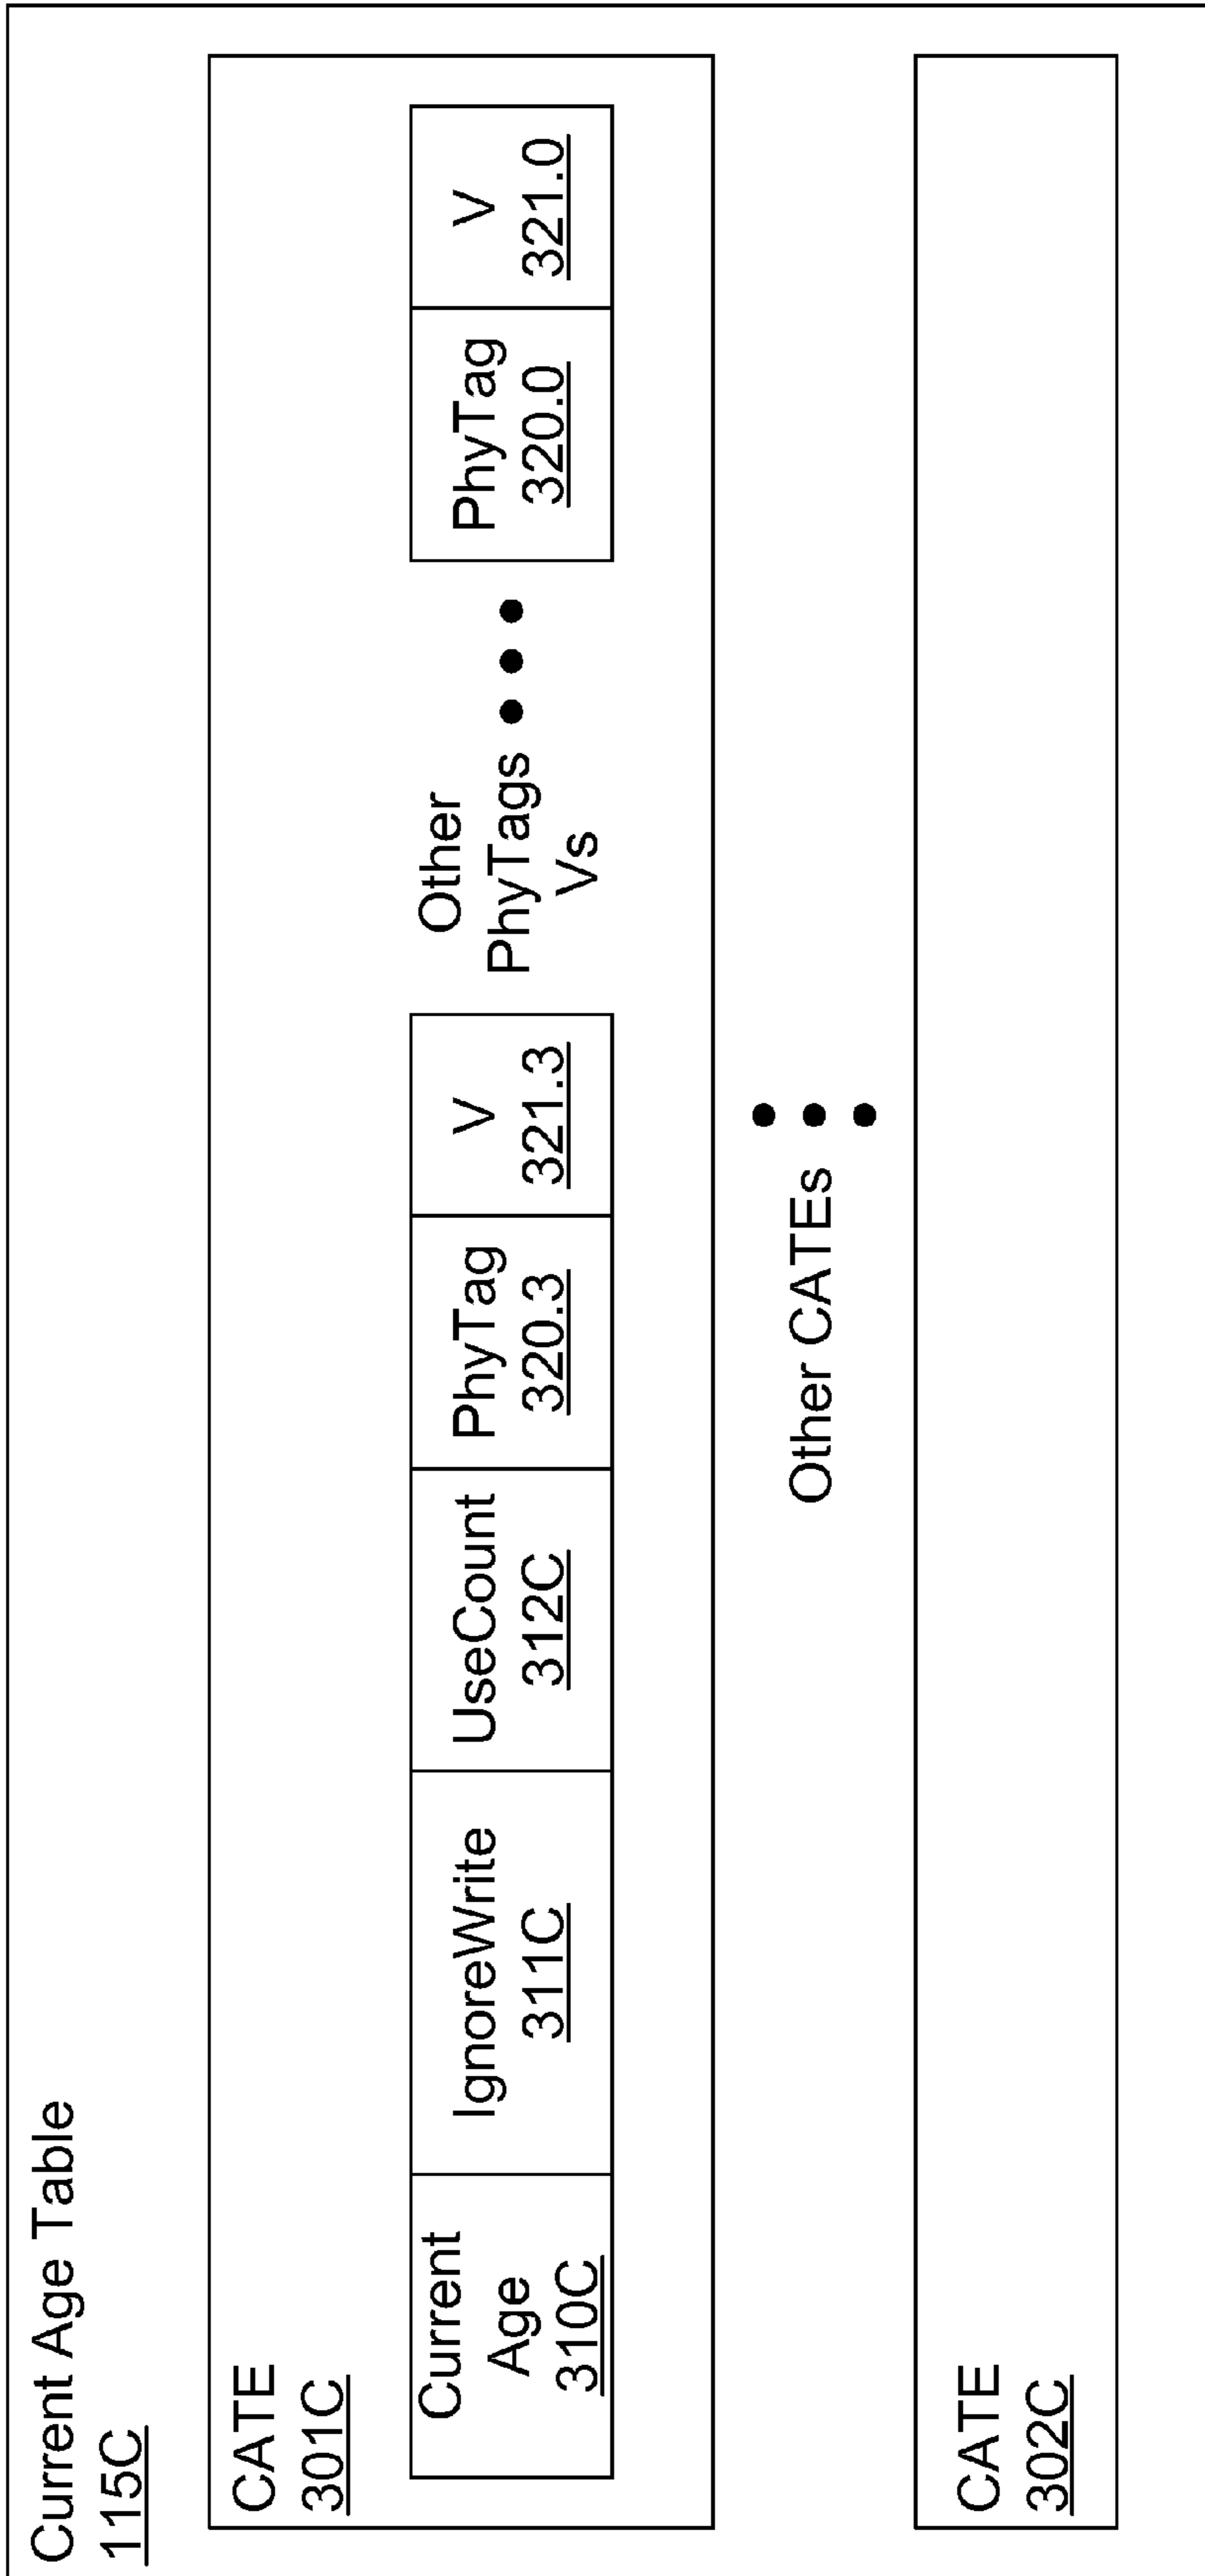 Current Age Table
115C
CATE
301C
Current
Age
310C
IgnoreWrite
311C
UseCount
312C
PhyTag
320.3
V
321.3
Other
PhyTags
Vs
PhyTag
320.0
V
321.0
Other CATEs
CATE
302C